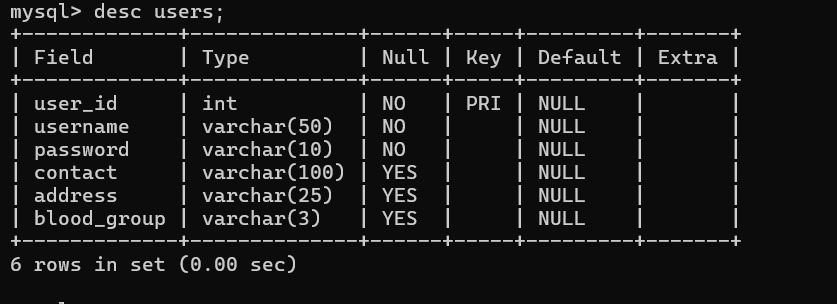 mysql> desc users;
+-------------+--------------+------+-----+---------+-------+
| Field       | Type         | Null | Key | Default | Extra |
+-------------+--------------+------+-----+---------+-------+
| user_id     | int          | NO   | PRI | NULL    |       |
| username    | varchar(50)  | NO   |     | NULL    |       |
| password    | varchar(10)  | NO   |     | NULL    |       |
| contact     | varchar(100) | YES  |     | NULL    |       |
| address     | varchar(25)  | YES  |     | NULL    |       |
| blood_group | varchar(3)   | YES  |     | NULL    |       |
+-------------+--------------+------+-----+---------+-------+
6 rows in set (0.00 sec)